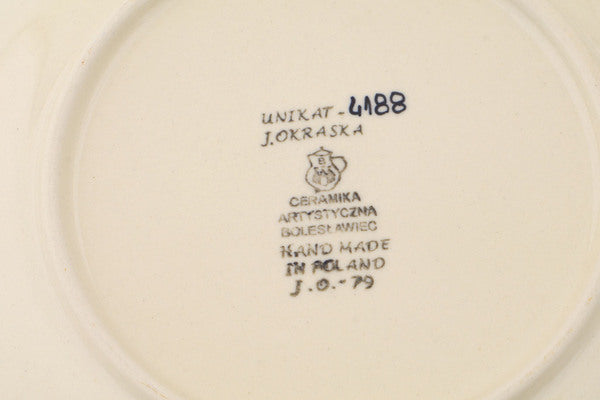 UNIKAT - 4188
J.OKRASKA
B
CERAMIKA
ARTYSTYCZNA
BOLESŁAWIEC
HAND MADE
IN POLAND
J.O.-79